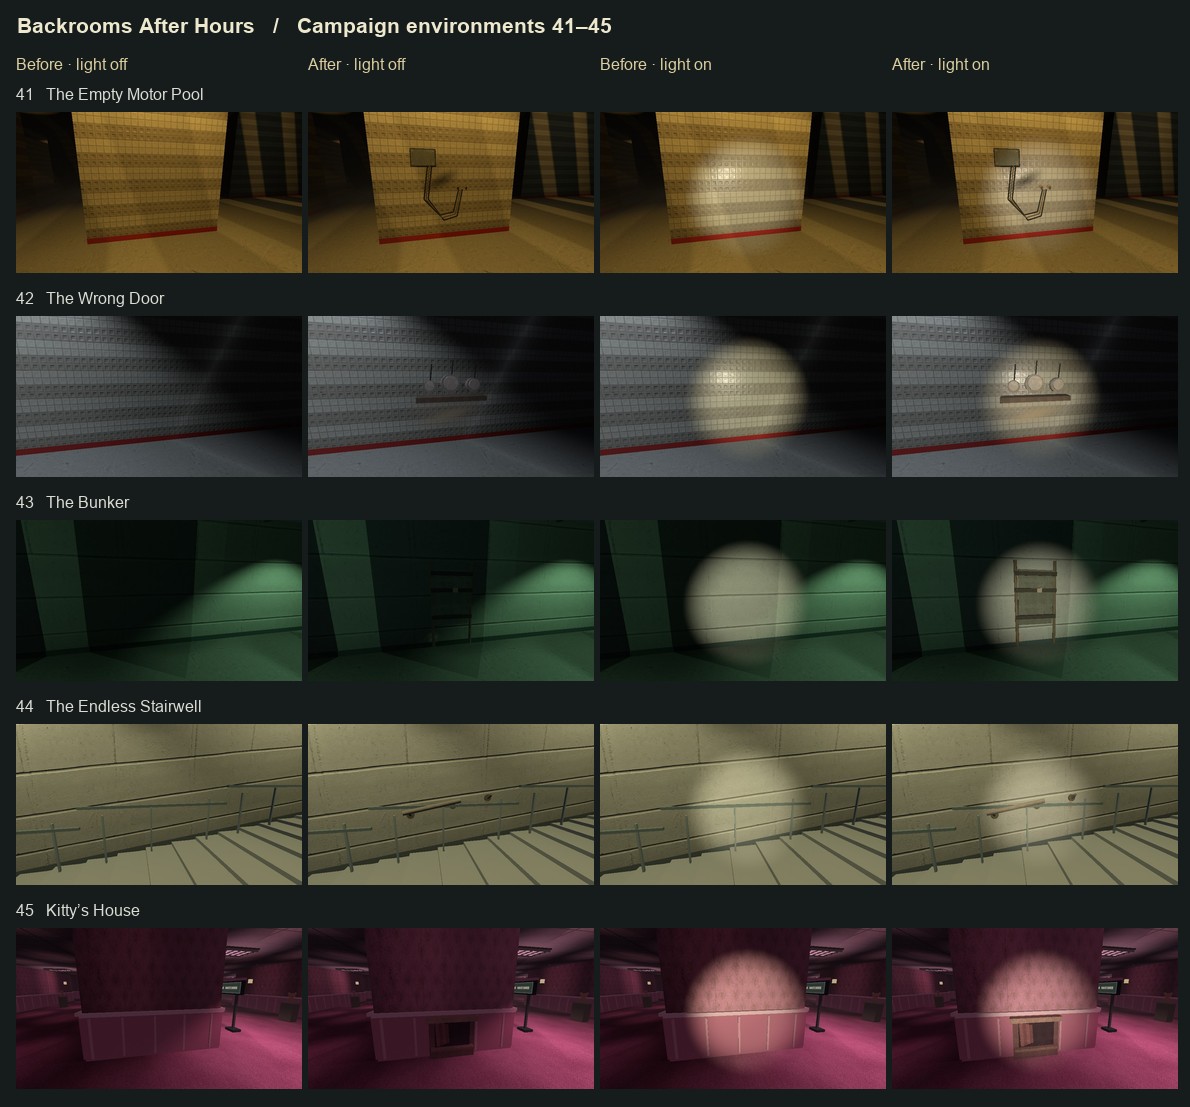 Backrooms After Hours / Campaign environments 41–45
Before · light off After · light off Before · light on After · light on
41 The Empty Motor Pool
42 The Wrong Door
43 The Bunker
44 The Endless Stairwell
45 Kitty’s House